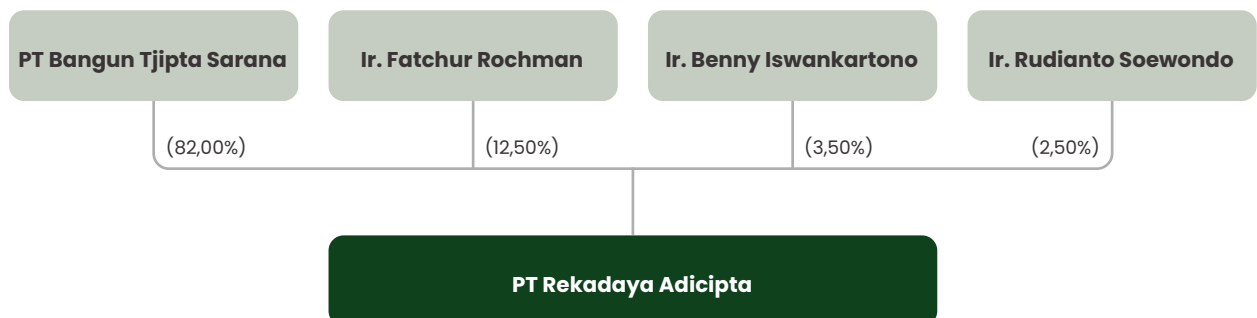 PT Bangun Tjipta Sarana
Ir. Fatchur Rochman
Ir. Benny Iswankartono
Ir. Rudianto Soewondo
(82,00%)
(12,50%)
(3,50%)
(2,50%)
PT Rekadaya Adicipta